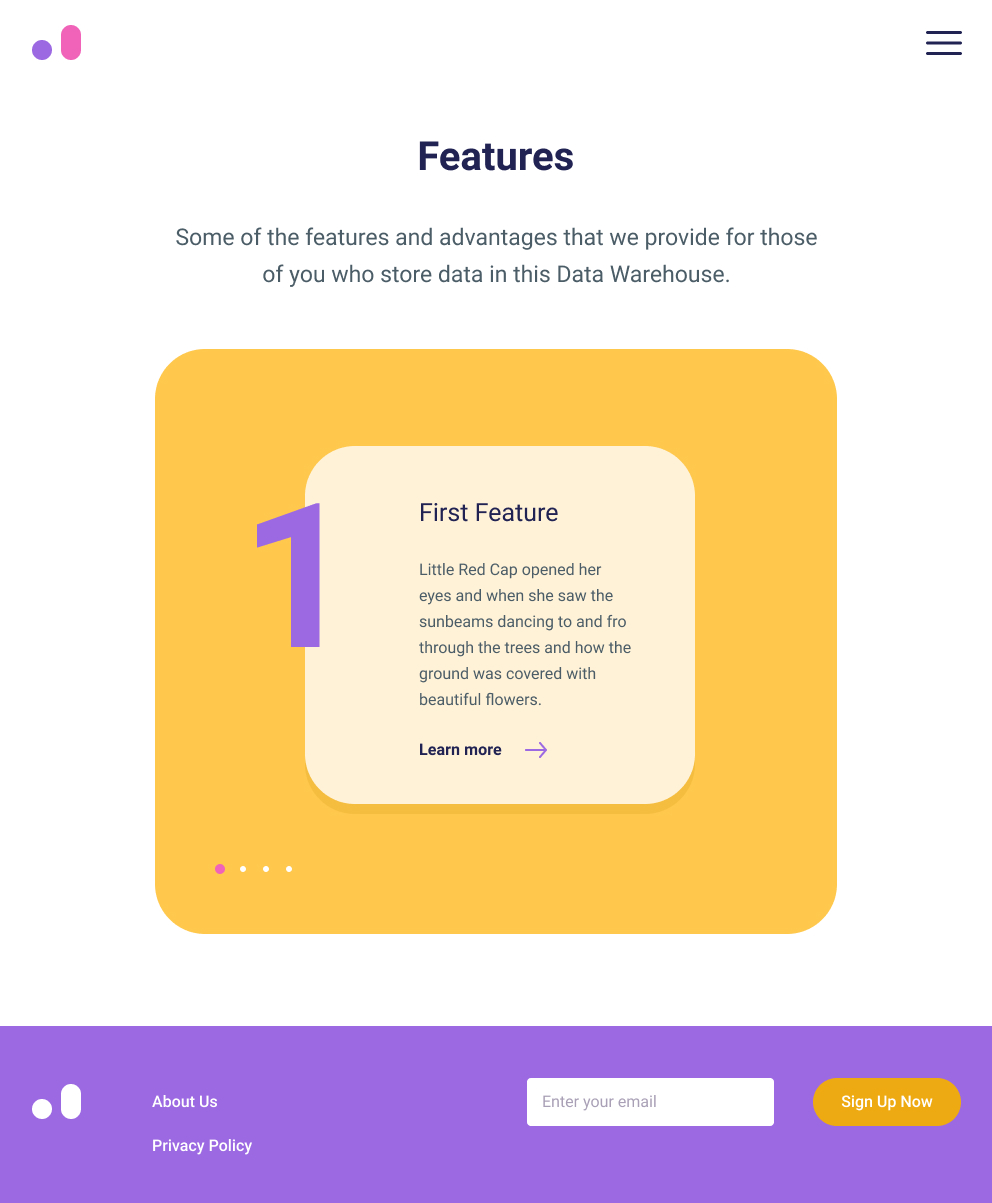 Features
Some of the features and advantages that we provide for those
of you who store data in this Data Warehouse.
1
First Feature
Little Red Cap opened her
eyes and when she saw the
sunbeams dancing to and fro
through the trees and how the
ground was covered with
beautiful flowers.
Learn more
About Us
Privacy Policy
Enter your email
Sign Up Now